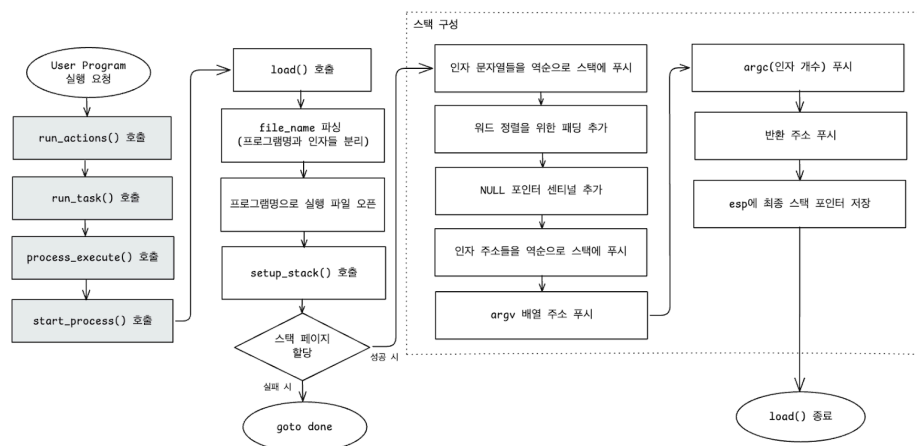 User Program
실행 요청
run_actions() 호출
run_task() 호출
process_execute() 호출
start_process() 호출
load() 호출
file_name 파싱
(프로그램명과 인자들 분리)
프로그램명으로 실행 파일 오픈
setup_stack() 호출
스택 페이지
할당
성공 시
실패 시
goto done
스택 구성
인자 문자열들을 역순으로 스택에 푸시
워드 정렬을 위한 패딩 추가
NULL 포인터 센티널 추가
인자 주소들을 역순으로 스택에 푸시
argv 배열 주소 푸시
argc(인자 개수) 푸시
반환 주소 푸시
esp에 최종 스택 포인터 저장
load() 종료